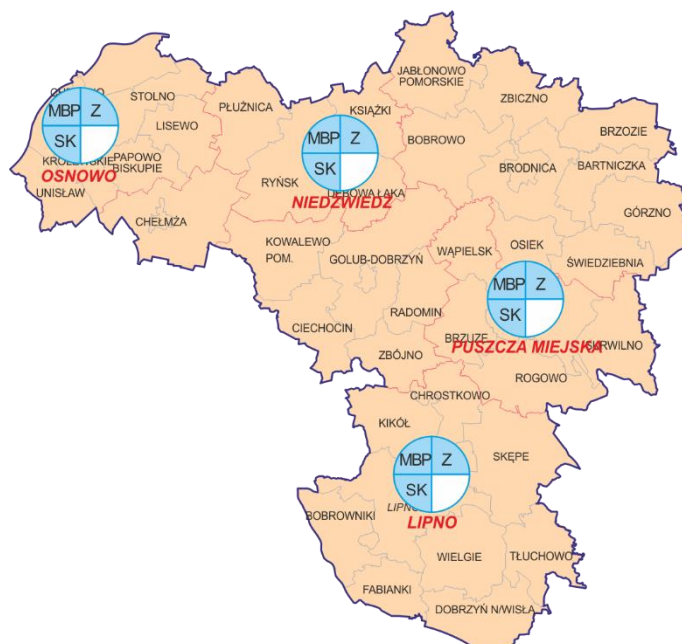 JABŁONOWO
POMORSKIE
ZBICZNO
STOLNO
PŁUŻNICA
KSIĄŻKI
MBP Z
SK
LISEWO
BOBROWO
BRZOZIE
MBP Z
SK
PAPOWO
BISKUPIE
OSNOWO
UNISŁAW
RYŃSK
NIEDŹWIEDŹ
BRODNICA
BARTNICZKA
CHEŁMŻA
GÓRZNO
KOWALEWO
POM.
GOLUB-DOBRZYŃ
WĄPIELSK
OSIEK
ŚWIEDZIEBNIA
MBP Z
SK
CIECHOCIN
RADOMIN
BRZUZE
PUSZCZA MIEJSKA
ZBÓJNO
ROGOWO
CHROSTKOWO
KIKÓŁ
SKĘPE
MBP Z
SK
BOBROWNIKI
LIPNO
WIELGIE
TŁUCHOWO
FABIANKI
DOBRZYŃ N/WISŁĄ